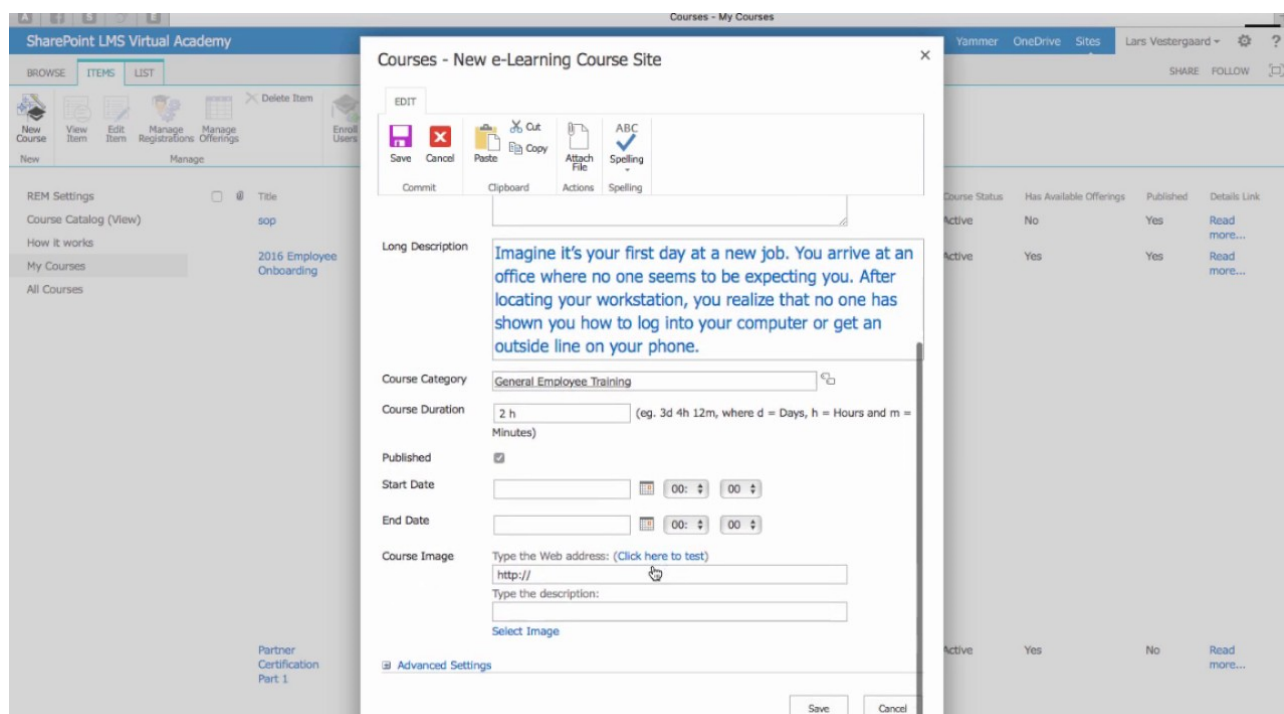 Courses - My Courses
SharePoint LMS Virtual Academy
Yammer OneDrive Sites Lars Vestergaard ?
BROWSE ITEMS LIST
SHARE FOLLOW
New Course
View Item
Edit Item
Manage Registrations
Manage Offerings
Delete Item
Enroll Users
New
Manage
REM Settings
Course Catalog (View)
How it works
My Courses
All Courses
Title
sop
2016 Employee
Onboarding
Partner
Certification
Part 1
Courses - New e-Learning Course Site
EDIT
Save Cancel
Paste
Cut
Copy
Attach File
ABC
Spelling
Commit Clipboard Actions Spelling
Long Description
Imagine it’s your first day at a new job. You arrive at an
office where no one seems to be expecting you. After
locating your workstation, you realize that no one has
shown you how to log into your computer or get an
outside line on your phone.
Course Category General Employee Training
Course Duration 2 h (eg. 3d 4h 12m, where d = Days, h = Hours and m =
Minutes)
Published
Start Date 00: 00
End Date 00: 00
Course Image Type the Web address: (Click here to test)
http://
Type the description:
Select Image
Advanced Settings
Save Cancel
Course Status Has Available Offerings Published Details Link
Active No Yes Read
more...
Active Yes Yes Read
more...
Active Yes No Read
more...